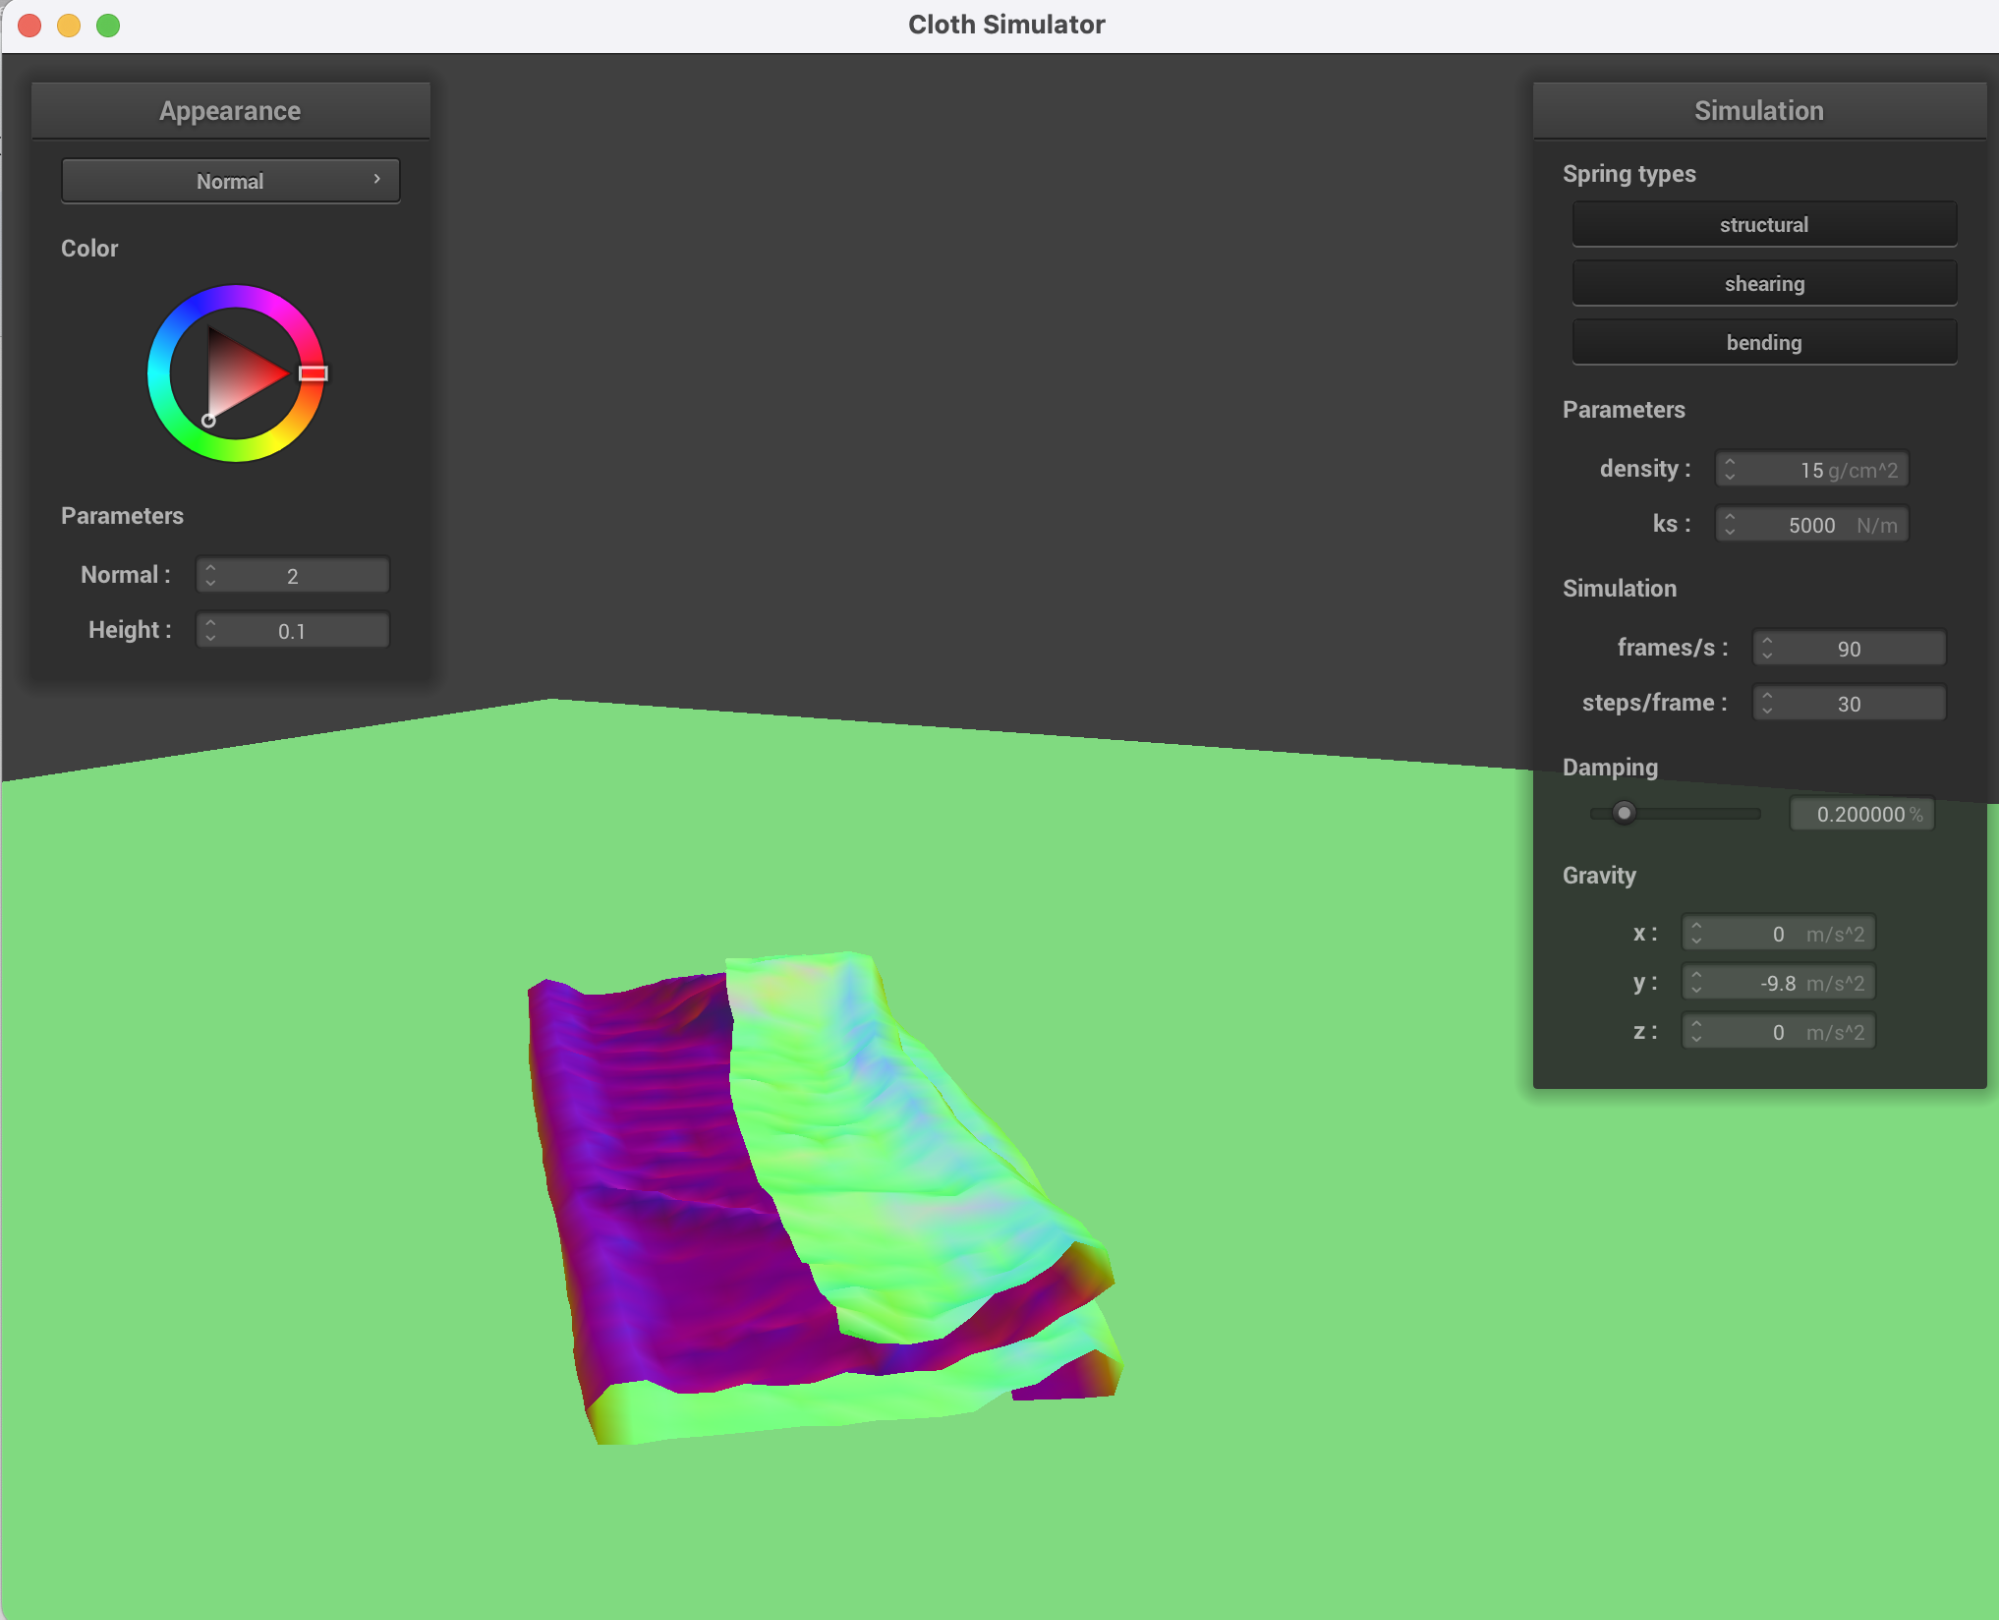 Cloth Simulator
Appearance
Normal
Color
Parameters
Normal : 2
Height : 0.1
Simulation
Spring types
structural
shearing
bending
Parameters
density : 15 g/cm^2
ks : 5000 N/m
Simulation
frames/s : 90
steps/frame : 30
Damping
0.200000 %
Gravity
x : 0 m/s^2
y : -9.8 m/s^2
z : 0 m/s^2